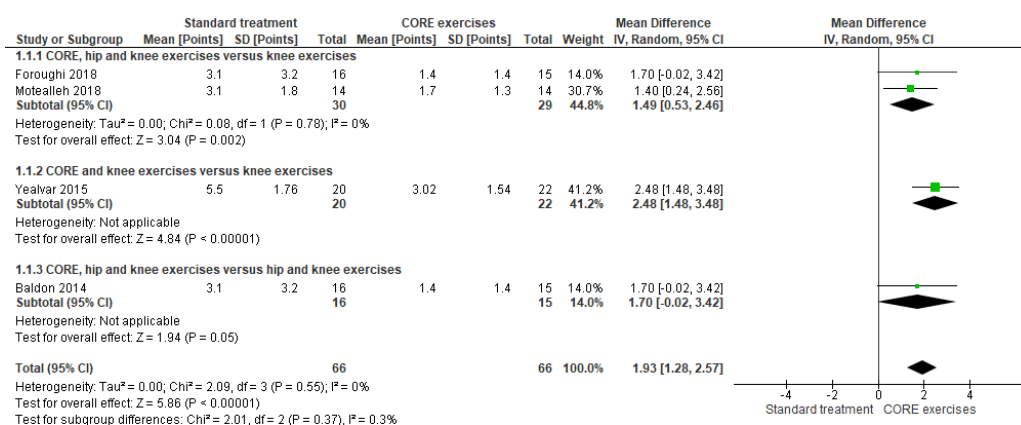 Standard treatment CORE exercises Mean Difference Mean Difference
Study or Subgroup Mean [Points] SD [Points] Total Mean [Points] SD [Points] Total Weight IV, Random, 95% CI IV, Random, 95% CI
1.1.1 CORE, hip and knee exercises versus knee exercises
Foroughi 2018 3.1 3.2 16 1.4 1.4 15 14.0% 1.70 [-0.02, 3.42]
Motealleh 2018 3.1 1.8 14 1.7 1.3 14 30.7% 1.40 [0.24, 2.56]
Subtotal (95% CI) 30 29 44.8% 1.49 [0.53, 2.46]
Heterogeneity: Tau² = 0.00; Chi² = 0.08, df = 1 (P = 0.78); I² = 0%
Test for overall effect: Z = 3.04 (P = 0.002)
1.1.2 CORE and knee exercises versus knee exercises
Yealvar 2015 5.5 1.76 20 3.02 1.54 22 41.2% 2.48 [1.48, 3.48]
Subtotal (95% CI) 20 22 41.2% 2.48 [1.48, 3.48]
Heterogeneity: Not applicable
Test for overall effect: Z = 4.84 (P < 0.00001)
1.1.3 CORE, hip and knee exercises versus hip and knee exercises
Baldon 2014 3.1 3.2 16 1.4 1.4 15 14.0% 1.70 [-0.02, 3.42]
Subtotal (95% CI) 16 15 14.0% 1.70 [-0.02, 3.42]
Heterogeneity: Not applicable
Test for overall effect: Z = 1.94 (P = 0.05)
Total (95% CI) 66 66 100.0% 1.93 [1.28, 2.57]
Heterogeneity: Tau² = 0.00; Chi² = 2.09, df = 3 (P = 0.55); I² = 0%
Test for overall effect: Z = 5.86 (P < 0.00001)
Test for subgroup differences: Chi² = 2.01, df = 2 (P = 0.37), I² = 0.3%
-4 -2 0 2 4
Standard treatment CORE exercises